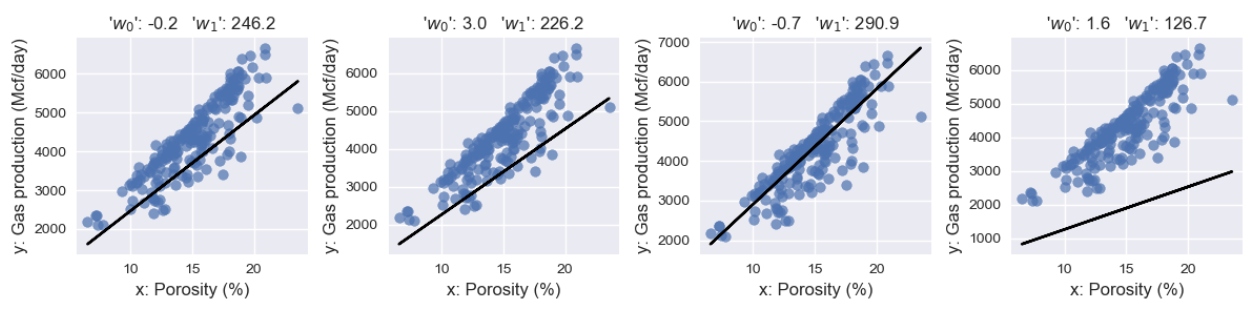 'w₀': -0.2 'w₁': 246.2
y: Gas production (Mcf/day)
6000
5000
4000
3000
2000
10 15 20
x: Porosity (%)
'w₀': 3.0 'w₁': 226.2
y: Gas production (Mcf/day)
6000
5000
4000
3000
2000
10 15 20
x: Porosity (%)
'w₀': -0.7 'w₁': 290.9
y: Gas production (Mcf/day)
7000
6000
5000
4000
3000
2000
10 15 20
x: Porosity (%)
'w₀': 1.6 'w₁': 126.7
y: Gas production (Mcf/day)
6000
5000
4000
3000
2000
1000
10 15 20
x: Porosity (%)